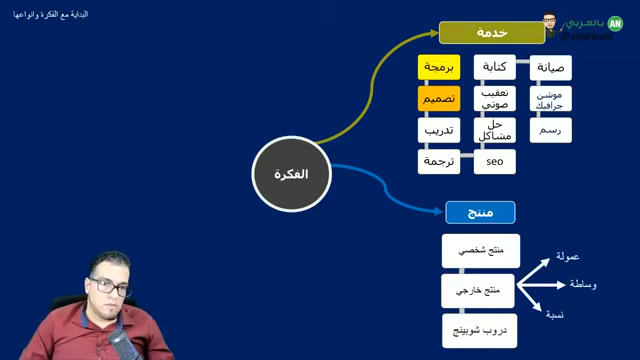 البداية مع الفكرة وانواعها
بالعربي AN
@anbilarabi
خدمة
صيانة
كتابة
برمجة
موشن جرافيك
تعقيب صوتي
تصميم
رسم
حل مشاكل
تدريب
seo
ترجمة
الفكرة
منتج
منتج شخصي
منتج خارجي
دروب شوبينج
عمولة
وساطة
نسبة